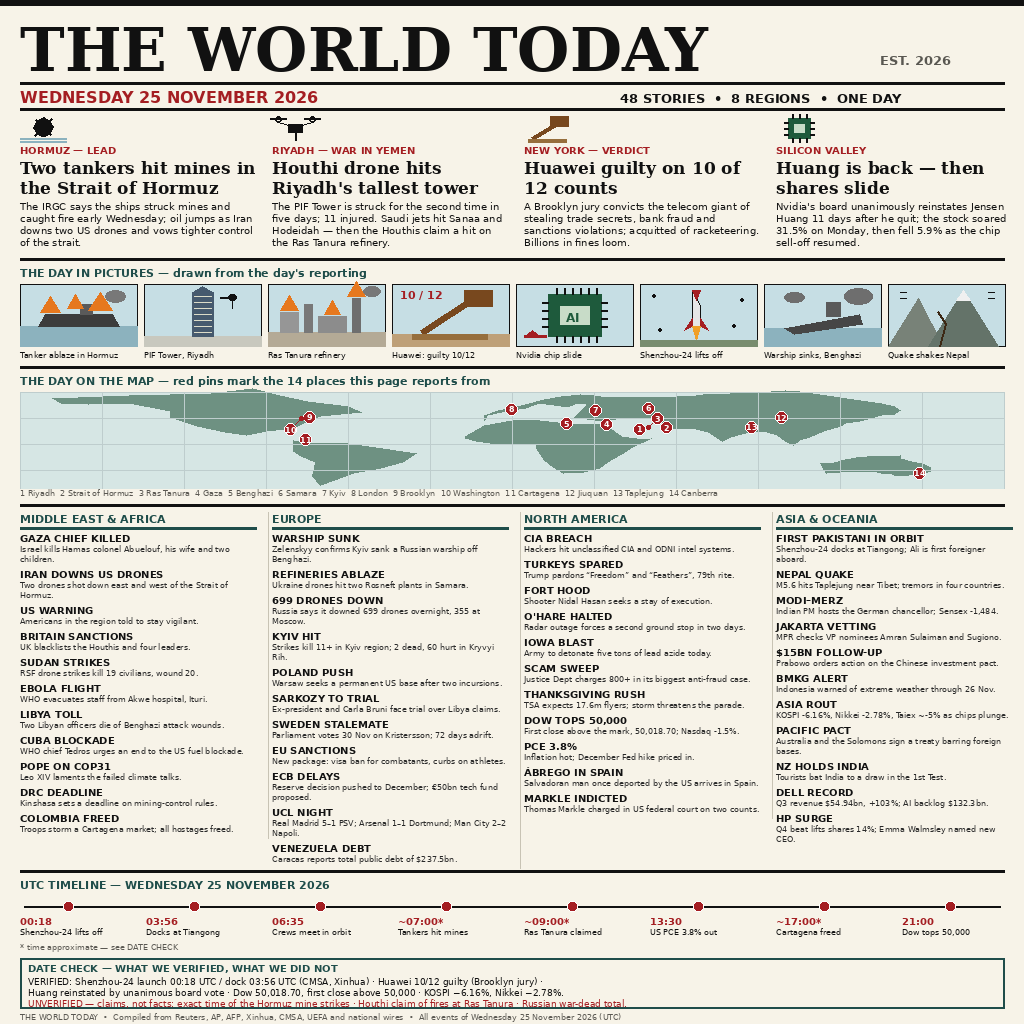 THE WORLD TODAY
EST. 2026
WEDNESDAY 25 NOVEMBER 2026
48 STORIES • 8 REGIONS • ONE DAY
HORMUZ — LEAD
Two tankers hit mines in
the Strait of Hormuz
The IRGC says the ships struck mines and
caught fire early Wednesday; oil jumps as Iran
downs two US drones and vows tighter control
of the strait.
RIYADH — WAR IN YEMEN
Houthi drone hits
Riyadh's tallest tower
The PIF Tower is struck for the second time in
five days; 11 injured. Saudi jets hit Sanaa and
Hodeidah — then the Houthis claim a hit on
the Ras Tanura refinery.
NEW YORK — VERDICT
Huawei guilty on 10 of
12 counts
A Brooklyn jury convicts the telecom giant of
stealing trade secrets, bank fraud and
sanctions violations; acquitted of racketeering.
Billions in fines loom.
SILICON VALLEY
Huang is back — then
shares slide
Nvidia's board unanimously reinstates Jensen
Huang 11 days after he quit; the stock soared
31.5% on Monday, then fell 5.9% as the chip
sell-off resumed.
THE DAY IN PICTURES — drawn from the day's reporting
10 / 12
AI
Tanker ablaze in Hormuz
PIF Tower, Riyadh
Ras Tanura refinery
Huawei: guilty 10/12
Nvidia chip slide
Shenzhou-24 lifts off
Warship sinks, Benghazi
Quake shakes Nepal
THE DAY ON THE MAP — red pins mark the 14 places this page reports from
8
7
6
9
12
5
4
3
10
1
2
13
11
14
1 Riyadh 2 Strait of Hormuz 3 Ras Tanura 4 Gaza 5 Benghazi 6 Samara 7 Kyiv 8 London 9 Brooklyn 10 Washington 11 Cartagena 12 Jiuquan 13 Taplejung 14 Canberra
MIDDLE EAST & AFRICA
GAZA CHIEF KILLED
Israel kills Hamas colonel Abuelouf, his wife and two
children.
IRAN DOWNS US DRONES
Two drones shot down east and west of the Strait of
Hormuz.
US WARNING
Americans in the region told to stay vigilant.
BRITAIN SANCTIONS
UK blacklists the Houthis and four leaders.
SUDAN STRIKES
RSF drone strikes kill 19 civilians, wound 20.
EBOLA FLIGHT
WHO evacuates staff from Akwe hospital, Ituri.
LIBYA TOLL
Two Libyan officers die of Benghazi attack wounds.
CUBA BLOCKADE
WHO chief Tedros urges an end to the US fuel blockade.
POPE ON COP31
Leo XIV laments the failed climate talks.
DRC DEADLINE
Kinshasa sets a deadline on mining-control rules.
COLOMBIA FREED
Troops storm a Cartagena market; all hostages freed.
EUROPE
WARSHIP SUNK
Zelenskyy confirms Kyiv sank a Russian warship off
Benghazi.
REFINERIES ABLAZE
Ukraine drones hit two Rosneft plants in Samara.
699 DRONES DOWN
Russia says it downed 699 drones overnight, 355 at
Moscow.
KYIV HIT
Strikes kill 11+ in Kyiv region; 2 dead, 60 hurt in Kryvyi
Rih.
POLAND PUSH
Warsaw seeks a permanent US base after two incursions.
SARKOZY TO TRIAL
Ex-president and Carla Bruni face trial over Libya claims.
SWEDEN STALEMATE
Parliament votes 30 Nov on Kristersson; 72 days adrift.
EU SANCTIONS
New package: visa ban for combatants, curbs on athletes.
ECB DELAYS
Reserve decision pushed to December; €50bn tech fund
proposed.
UCL NIGHT
Real Madrid 5–1 PSV; Arsenal 1–1 Dortmund; Man City 2–2
Napoli.
VENEZUELA DEBT
Caracas reports total public debt of $237.5bn.
NORTH AMERICA
CIA BREACH
Hackers hit unclassified CIA and ODNI intel systems.
TURKEYS SPARED
Trump pardons “Freedom” and “Feathers”, 79th rite.
FORT HOOD
Shooter Nidal Hasan seeks a stay of execution.
O'HARE HALTED
Radar outage forces a second ground stop in two days.
IOWA BLAST
Army to detonate five tons of lead azide today.
SCAM SWEEP
Justice Dept charges 800+ in its biggest anti-fraud case.
THANKSGIVING RUSH
TSA expects 17.6m flyers; storm threatens the parade.
DOW TOPS 50,000
First close above the mark, 50,018.70; Nasdaq -1.5%.
PCE 3.8%
Inflation hot; December Fed hike priced in.
ÁBREGO IN SPAIN
Salvadoran man once deported by the US arrives in Spain.
MARKLE INDICTED
Thomas Markle charged in US federal court on two counts.
ASIA & OCEANIA
FIRST PAKISTANI IN ORBIT
Shenzhou-24 docks at Tiangong; Ali is first foreigner
aboard.
NEPAL QUAKE
M5.6 hits Taplejung near Tibet; tremors in four countries.
MODI–MERZ
Indian PM hosts the German chancellor; Sensex -1,484.
JAKARTA VETTING
MPR checks VP nominees Amran Sulaiman and Sugiono.
$15BN FOLLOW-UP
Prabowo orders action on the Chinese investment pact.
BMKG ALERT
Indonesia warned of extreme weather through 26 Nov.
ASIA ROUT
KOSPI -6.16%, Nikkei -2.78%, Taiex ~-5% as chips plunge.
PACIFIC PACT
Australia and the Solomons sign a treaty barring foreign
bases.
NZ HOLDS INDIA
Tourists bat India to a draw in the 1st Test.
DELL RECORD
Q3 revenue $54.94bn, +103%; AI backlog $132.3bn.
HP SURGE
Q4 beat lifts shares 14%; Emma Walmsley named new
CEO.
UTC TIMELINE — WEDNESDAY 25 NOVEMBER 2026
00:18
Shenzhou-24 lifts off
03:56
Docks at Tiangong
06:35
Crews meet in orbit
~07:00*
Tankers hit mines
~09:00*
Ras Tanura claimed
13:30
US PCE 3.8% out
~17:00*
Cartagena freed
21:00
Dow tops 50,000
* time approximate — see DATE CHECK
DATE CHECK — WHAT WE VERIFIED, WHAT WE DID NOT
VERIFIED: Shenzhou-24 launch 00:18 UTC / dock 03:56 UTC (CMSA, Xinhua) · Huawei 10/12 guilty (Brooklyn jury) ·
Huang reinstated by unanimous board vote · Dow 50,018.70, first close above 50,000 · KOSPI −6.16%, Nikkei −2.78%.
UNVERIFIED — claims, not facts: exact time of the Hormuz mine strikes · Houthi claim of fires at Ras Tanura · Russian war-dead total.
THE WORLD TODAY • Compiled from Reuters, AP, AFP, Xinhua, CMSA, UEFA and national wires • All events of Wednesday 25 November 2026 (UTC)